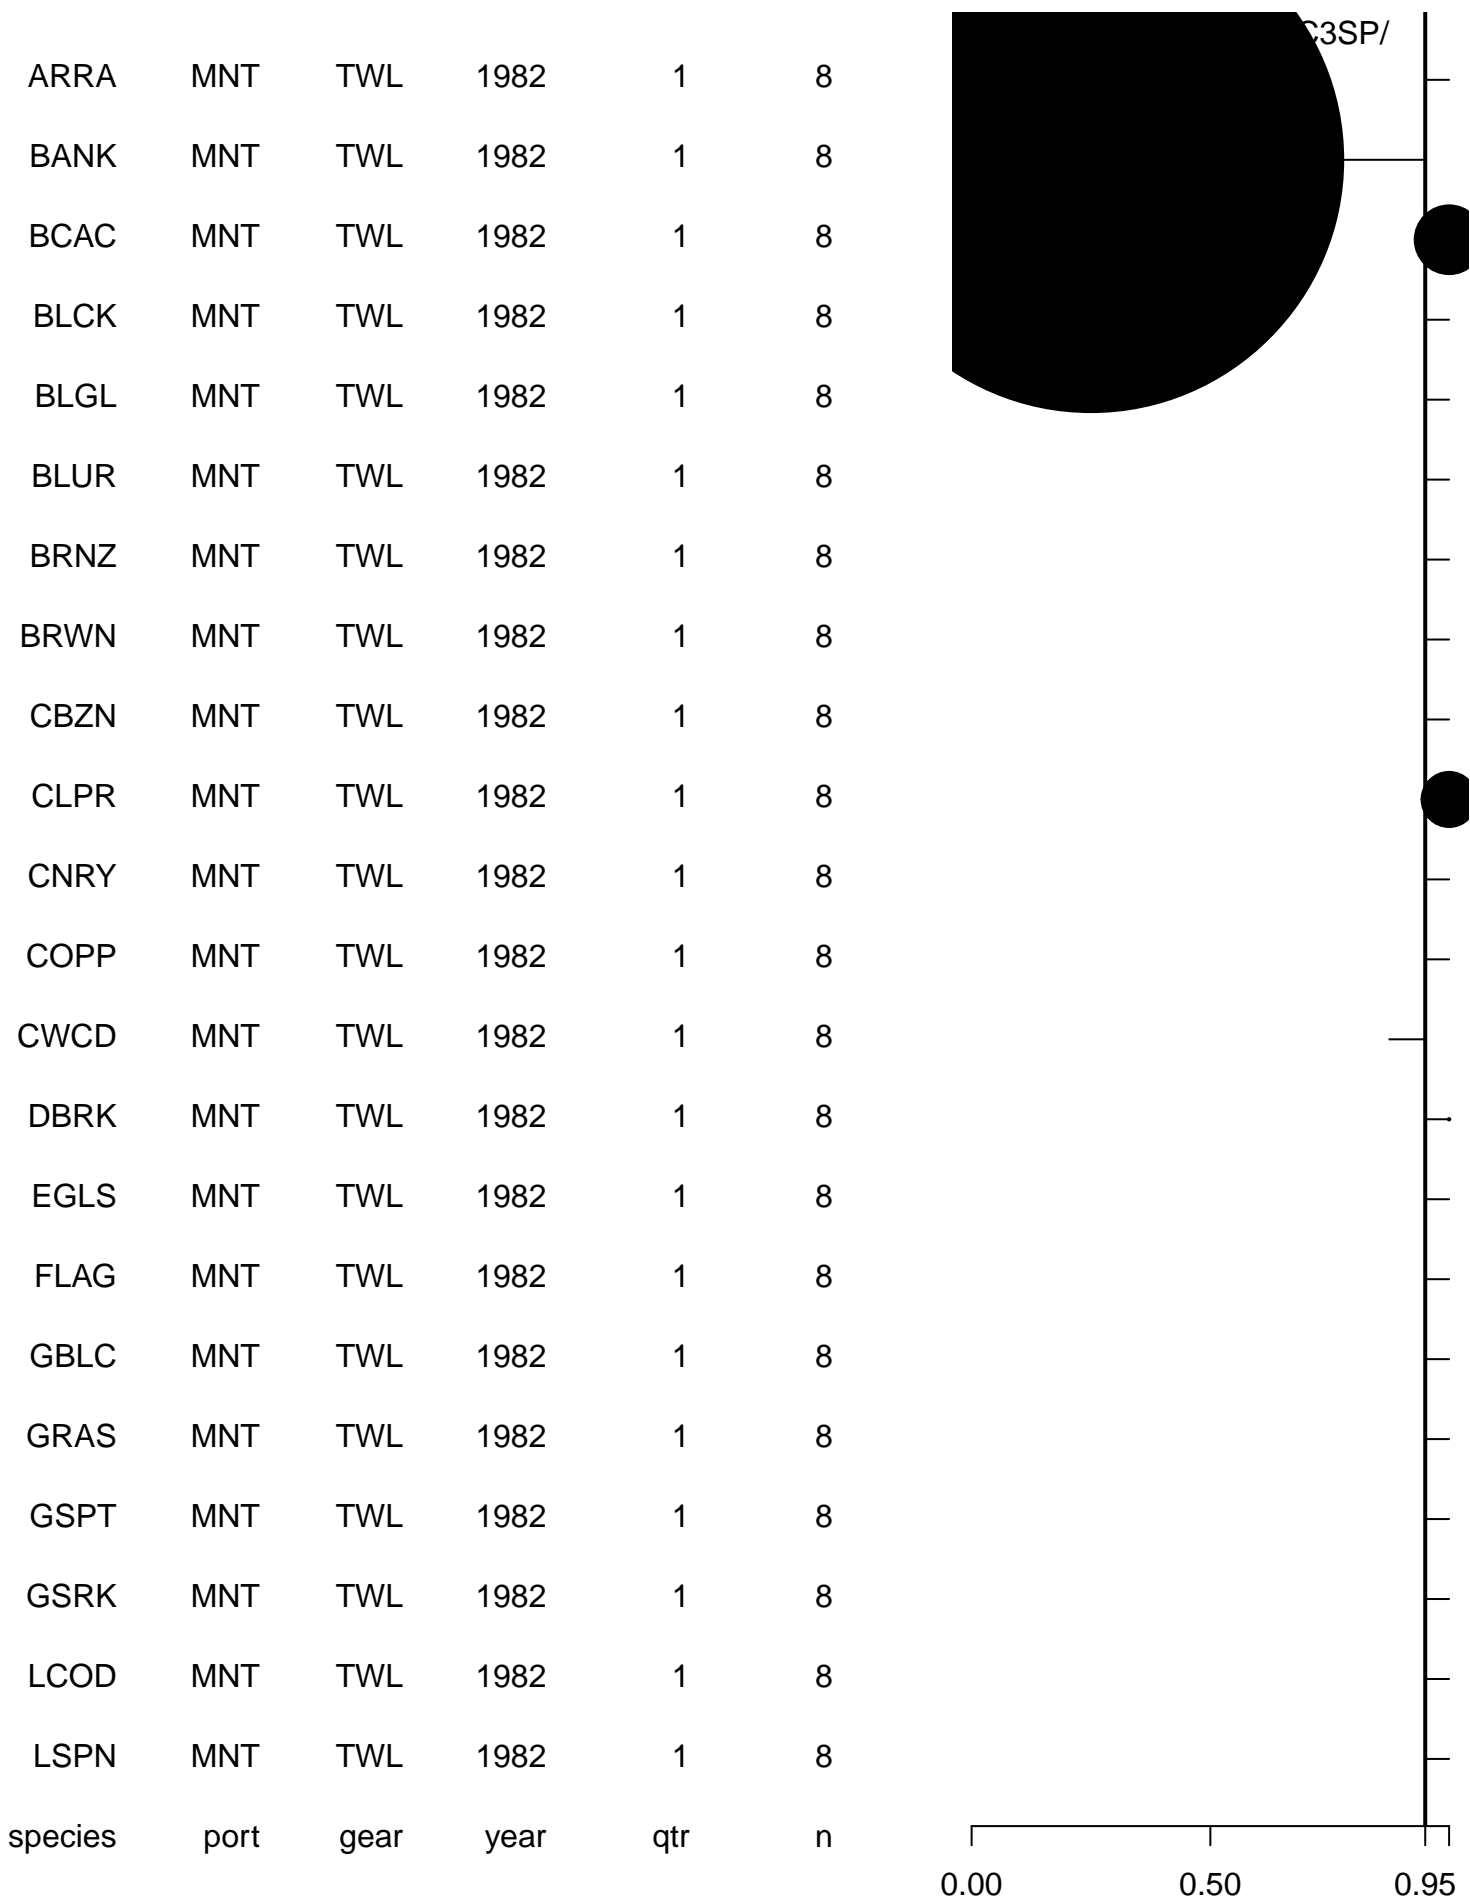 C3SP/
ARRA MNT TWL 1982 1 8
BANK MNT TWL 1982 1 8
BCAC MNT TWL 1982 1 8
BLCK MNT TWL 1982 1 8
BLGL MNT TWL 1982 1 8
BLUR MNT TWL 1982 1 8
BRNZ MNT TWL 1982 1 8
BRWN MNT TWL 1982 1 8
CBZN MNT TWL 1982 1 8
CLPR MNT TWL 1982 1 8
CNRY MNT TWL 1982 1 8
COPP MNT TWL 1982 1 8
CWCD MNT TWL 1982 1 8
DBRK MNT TWL 1982 1 8
EGLS MNT TWL 1982 1 8
FLAG MNT TWL 1982 1 8
GBLC MNT TWL 1982 1 8
GRAS MNT TWL 1982 1 8
GSPT MNT TWL 1982 1 8
GSRK MNT TWL 1982 1 8
LCOD MNT TWL 1982 1 8
LSPN MNT TWL 1982 1 8
species port gear year qtr n
0.00 0.50 0.95